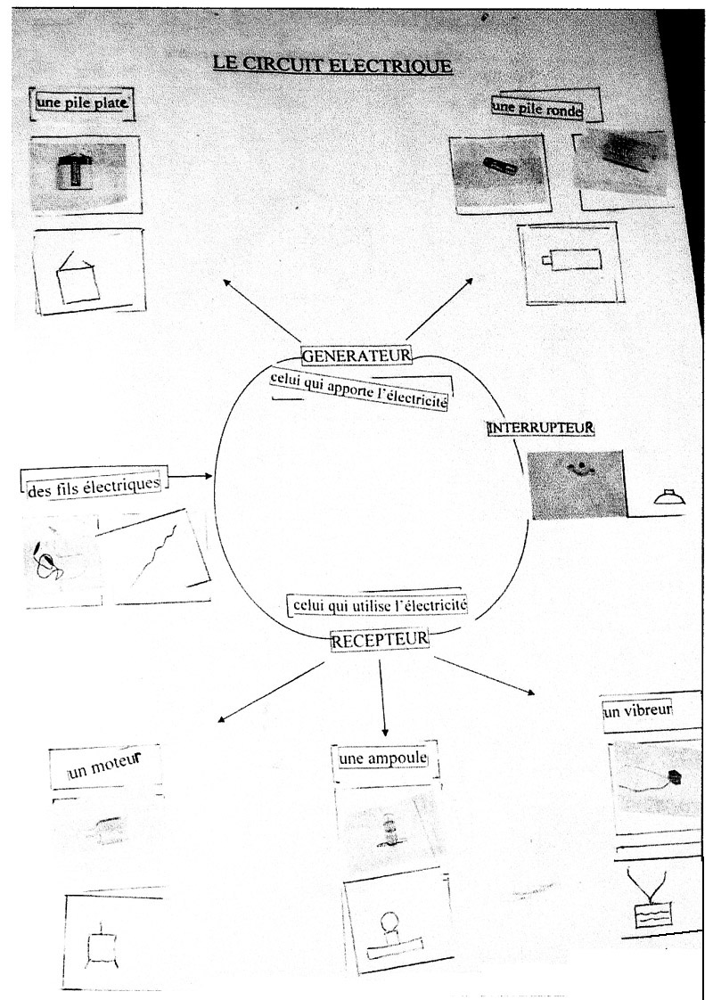 LE CIRCUIT ELECTRIQUE
une pile plate
une pile ronde
GENERATEUR
celui qui apporte l'électricité
INTERRUPTEUR
des fils électriques
celui qui utilise l'électricité
RECEPTEUR
un vibreur
un moteur
une ampoule